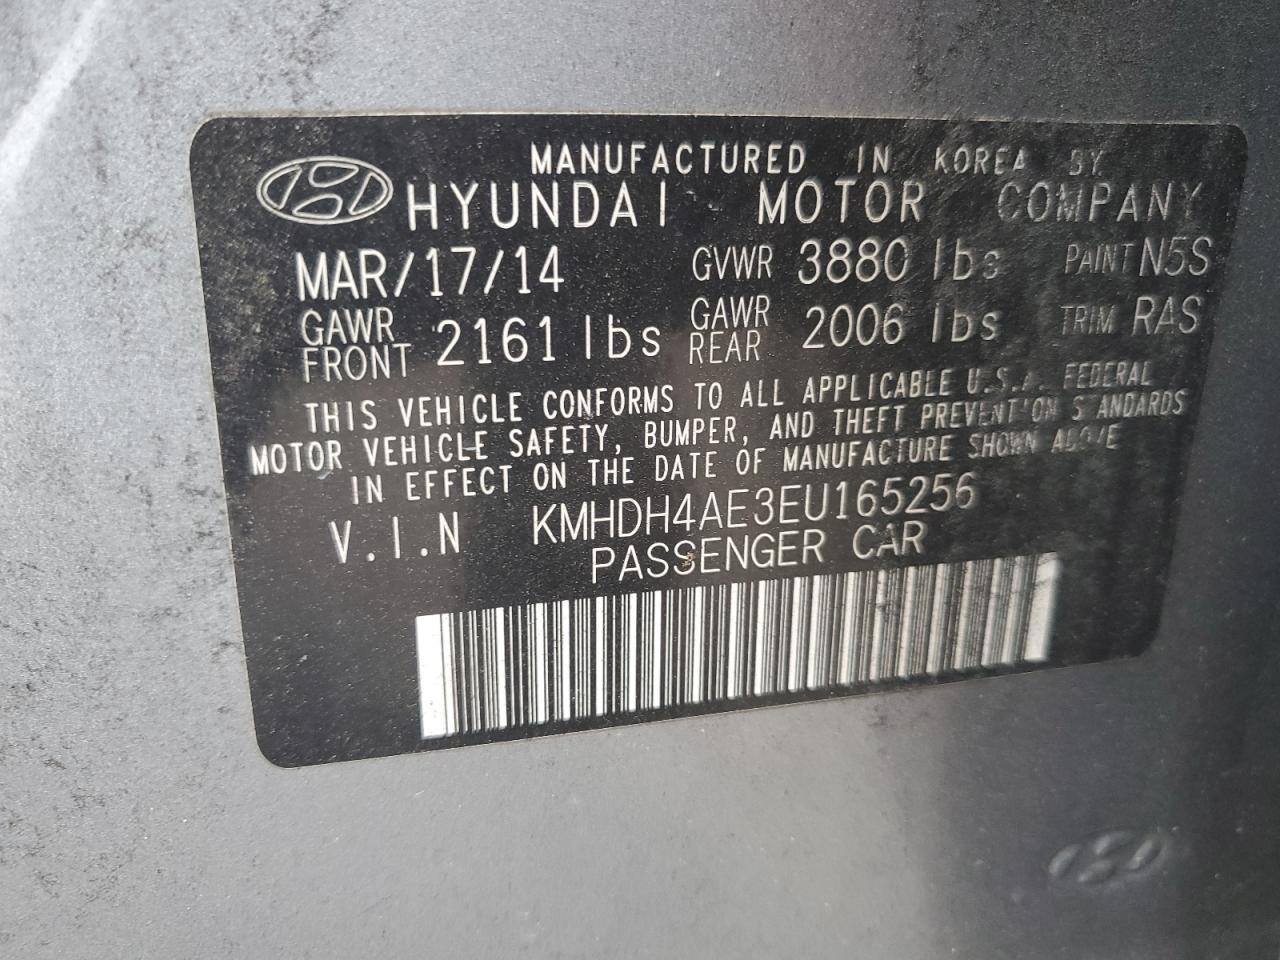 MANUFACTURED IN KOREA BY
HYUNDAI MOTOR COMPANY
MAR/17/14 GVWR 3880 lbs PAINT N5S
GAWR FRONT 2161 lbs GAWR REAR 2006 lbs TRIM RAS
THIS VEHICLE CONFORMS TO ALL APPLICABLE U.S.A. FEDERAL
MOTOR VEHICLE SAFETY, BUMPER, AND THEFT PREVENTION STANDARDS
IN EFFECT ON THE DATE OF MANUFACTURE SHOWN ABOVE
V.I.N KMHDH4AE3EU165256
PASSENGER CAR